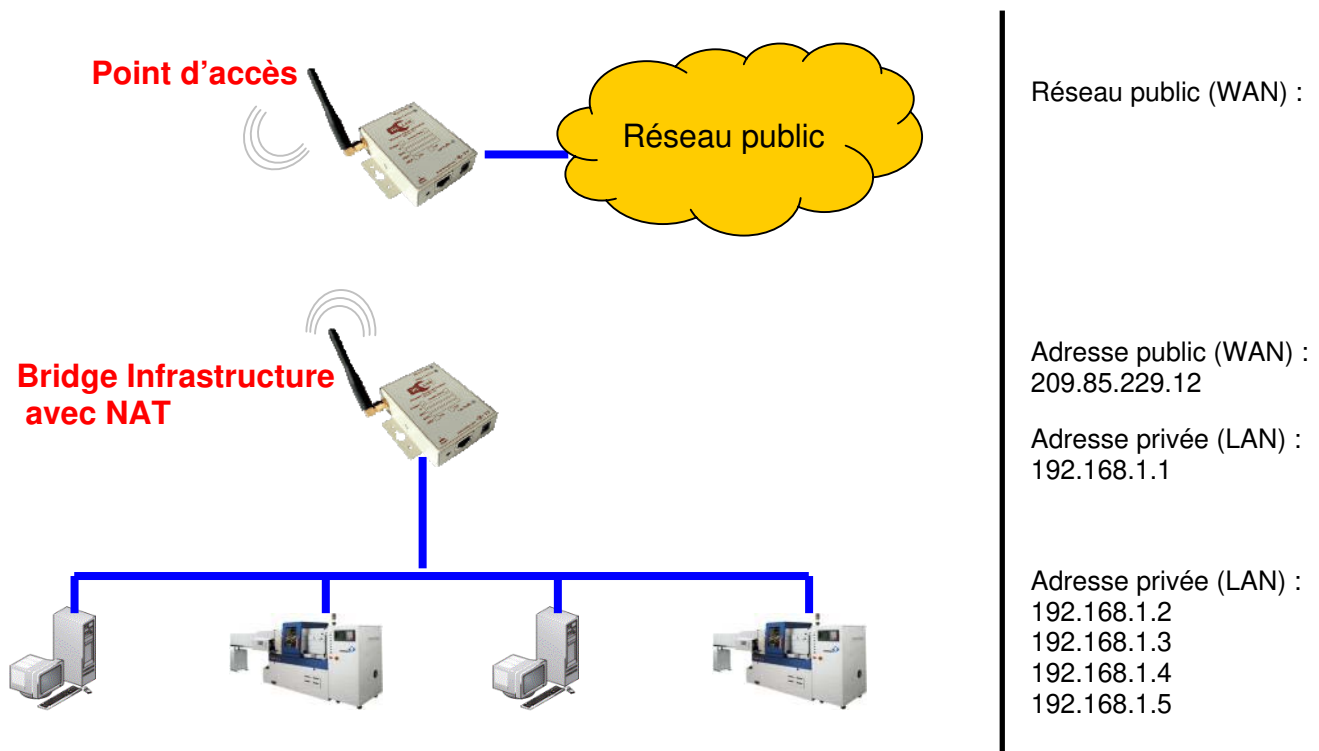 Point d'accès
Réseau public
Réseau public (WAN) :
Bridge Infrastructure
avec NAT
Adresse public (WAN) :
209.85.229.12
Adresse privée (LAN) :
192.168.1.1
Adresse privée (LAN) :
192.168.1.2
192.168.1.3
192.168.1.4
192.168.1.5